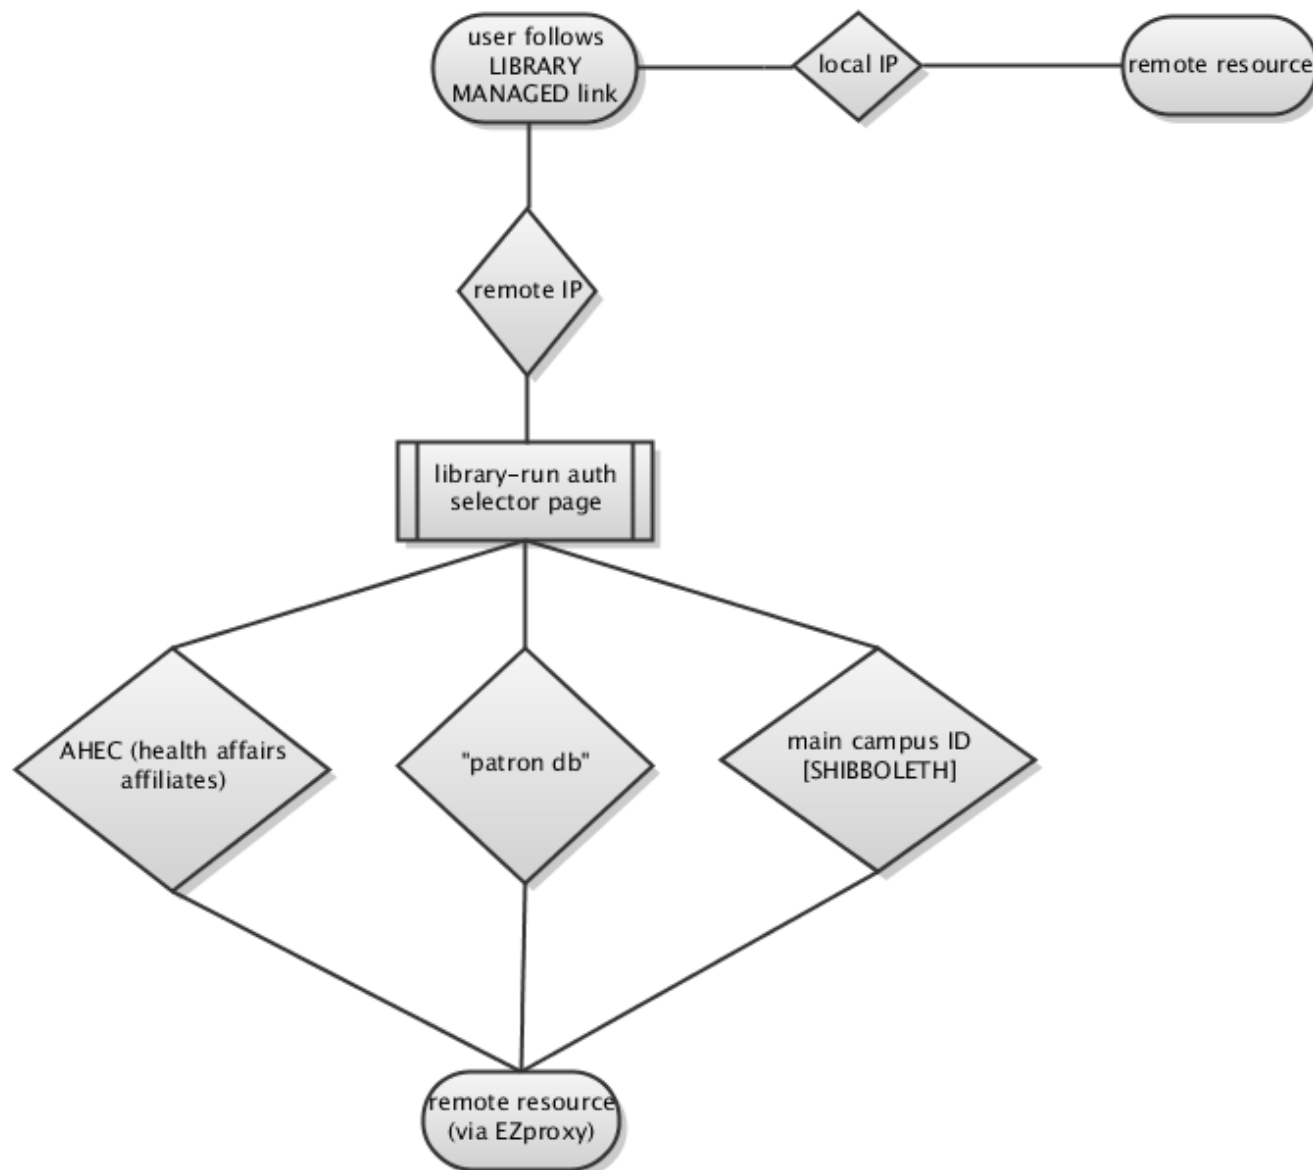 user follows
LIBRARY
MANAGED link
local IP
remote resource
remote IP
library-run auth
selector page
AHEC (health affairs
affiliates)
"patron db"
main campus ID
[SHIBBOLETH]
remote resource
(via EZproxy)